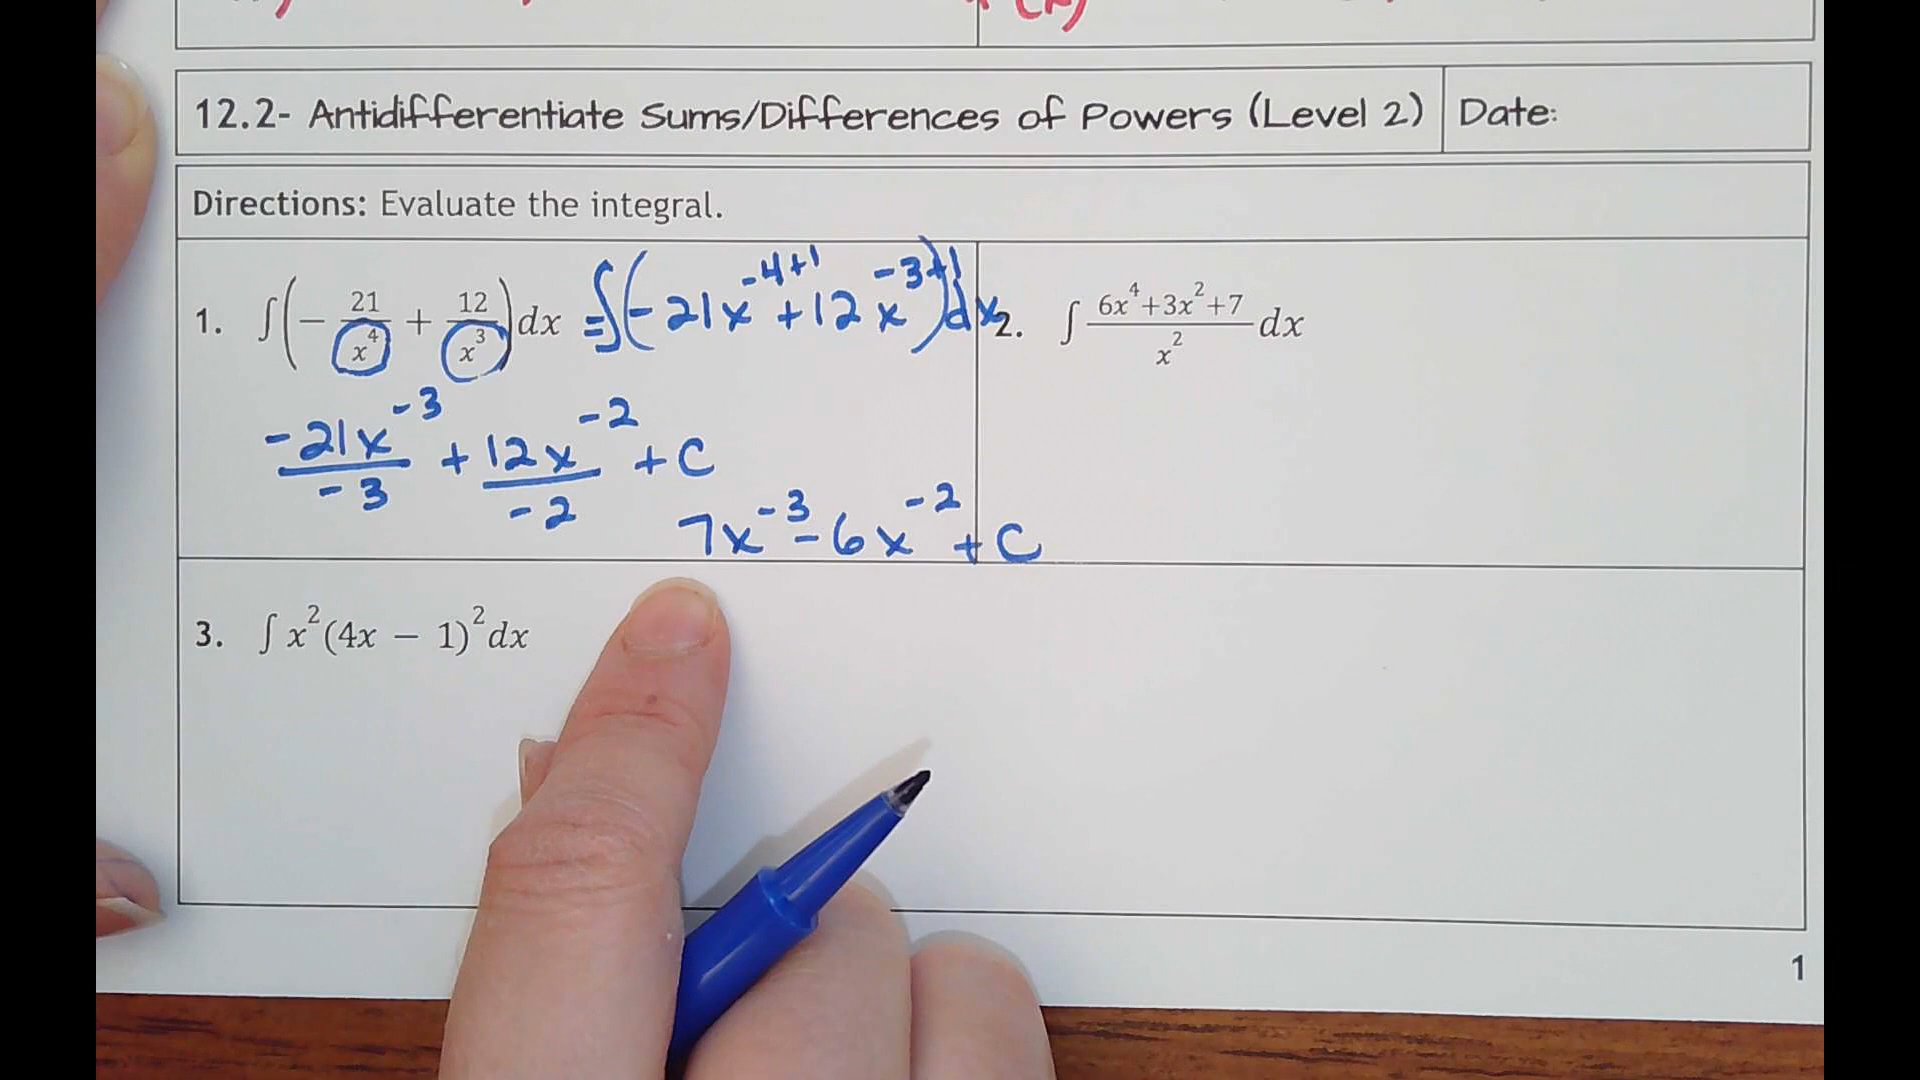 12.2- Antidifferentiate Sums/Differences of Powers (Level 2) Date:
Directions: Evaluate the integral.
1. ∫(− 21/x⁴ + 12/x³)dx = ∫(-21x⁻⁴⁺¹ + 12x⁻³⁺¹)dx
-21x⁻³/-3 + 12x⁻²/-2 + C
7x⁻³ - 6x⁻² + C
2. ∫ (6x⁴+3x²+7)/x² dx
3. ∫ x²(4x − 1)²dx
1